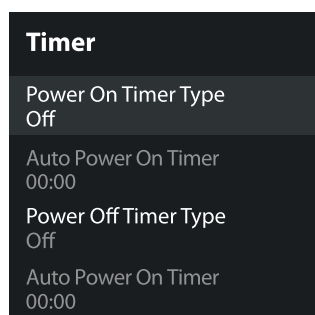 Timer
Power On Timer Type
Off
Auto Power On Timer
00:00
Power Off Timer Type
Off
Auto Power On Timer
00:00